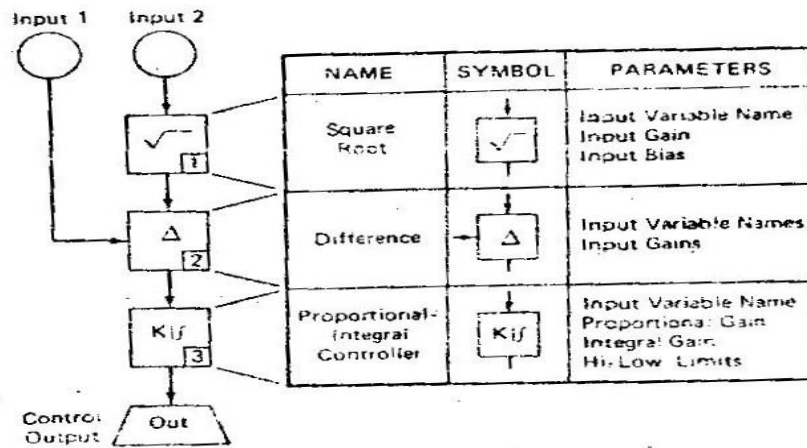 Input 1 Input 2
√
1
Δ
2
K∫
3
Control
Output
Out
NAME SYMBOL PARAMETERS
Square
Root
√
Input Variable Name
Input Gain
Input Bias
Difference
Δ
Input Variable Names
Input Gains
Proportional-
Integral
Controller
K∫
Input Variable Name
Proportional Gain
Integral Gain
Hi-Low Limits